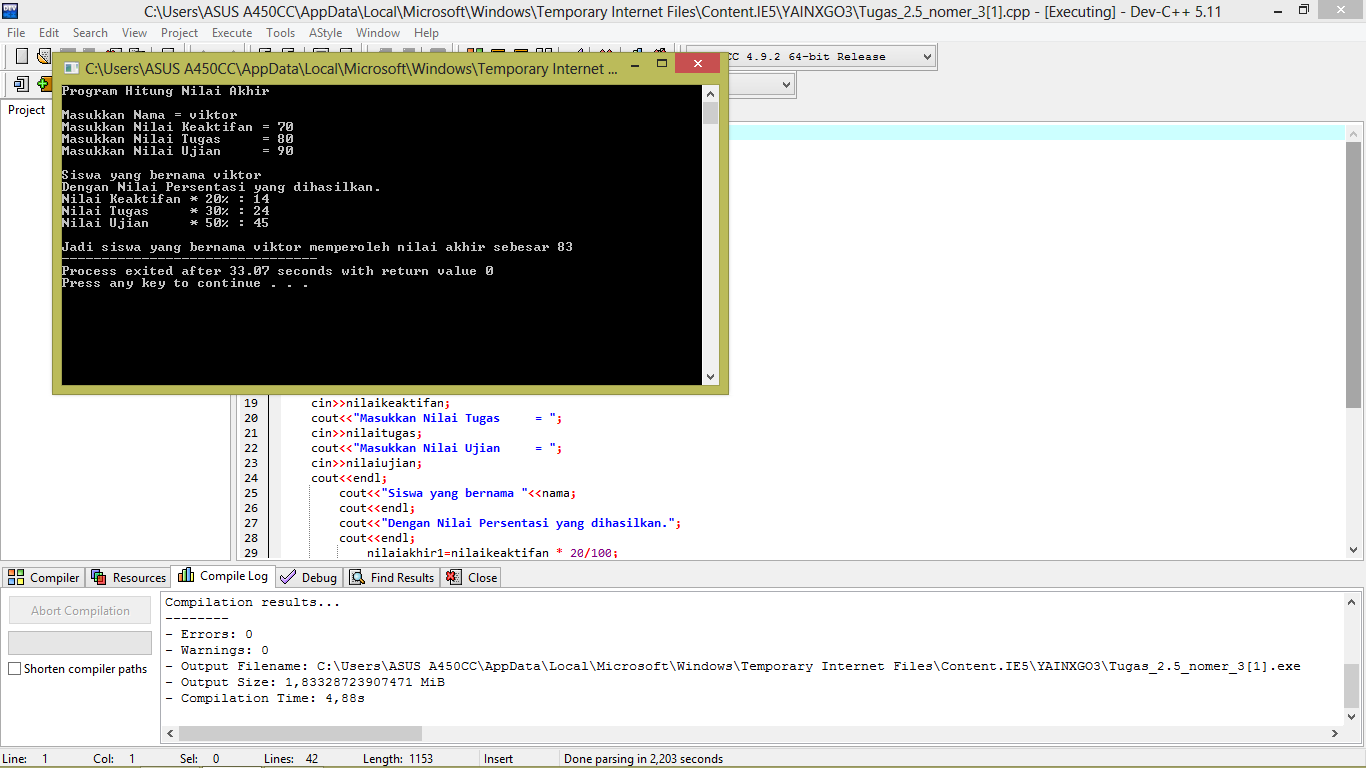 C:\Users\ASUS A450CC\AppData\Local\Microsoft\Windows\Temporary Internet Files\Content.IE5\YAINXGO3\Tugas_2.5_nomer_3[1].cpp - [Executing] - Dev-C++ 5.11
File Edit Search View Project Execute Tools AStyle Window Help
CC 4.9.2 64-bit Release
C:\Users\ASUS A450CC\AppData\Local\Microsoft\Windows\Temporary Internet ...
Project
Program Hitung Nilai Akhir
Masukkan Nama = viktor
Masukkan Nilai Keaktifan = 70
Masukkan Nilai Tugas     = 80
Masukkan Nilai Ujian     = 90
Siswa yang bernama viktor
Dengan Nilai Persentasi yang dihasilkan.
Nilai Keaktifan * 20% : 14
Nilai Tugas     * 30% : 24
Nilai Ujian     * 50% : 45
Jadi siswa yang bernama viktor memperoleh nilai akhir sebesar 83
--------------------------------
Process exited after 33.07 seconds with return value 0
Press any key to continue . . .
19 cin>>nilaikeaktifan;
20 cout<<"Masukkan Nilai Tugas     = ";
21 cin>>nilaitugas;
22 cout<<"Masukkan Nilai Ujian     = ";
23 cin>>nilaiujian;
24 cout<<endl;
25 cout<<"Siswa yang bernama "<<nama;
26 cout<<endl;
27 cout<<"Dengan Nilai Persentasi yang dihasilkan.";
28 cout<<endl;
29 nilaiakhir1=nilaikeaktifan * 20/100;
Compiler Resources Compile Log Debug Find Results Close
Abort Compilation
Shorten compiler paths
Compilation results...
--------
- Errors: 0
- Warnings: 0
- Output Filename: C:\Users\ASUS A450CC\AppData\Local\Microsoft\Windows\Temporary Internet Files\Content.IE5\YAINXGO3\Tugas_2.5_nomer_3[1].exe
- Output Size: 1,83328723907471 MiB
- Compilation Time: 4,88s
Line: 1 Col: 1 Sel: 0 Lines: 42 Length: 1153 Insert Done parsing in 2,203 seconds